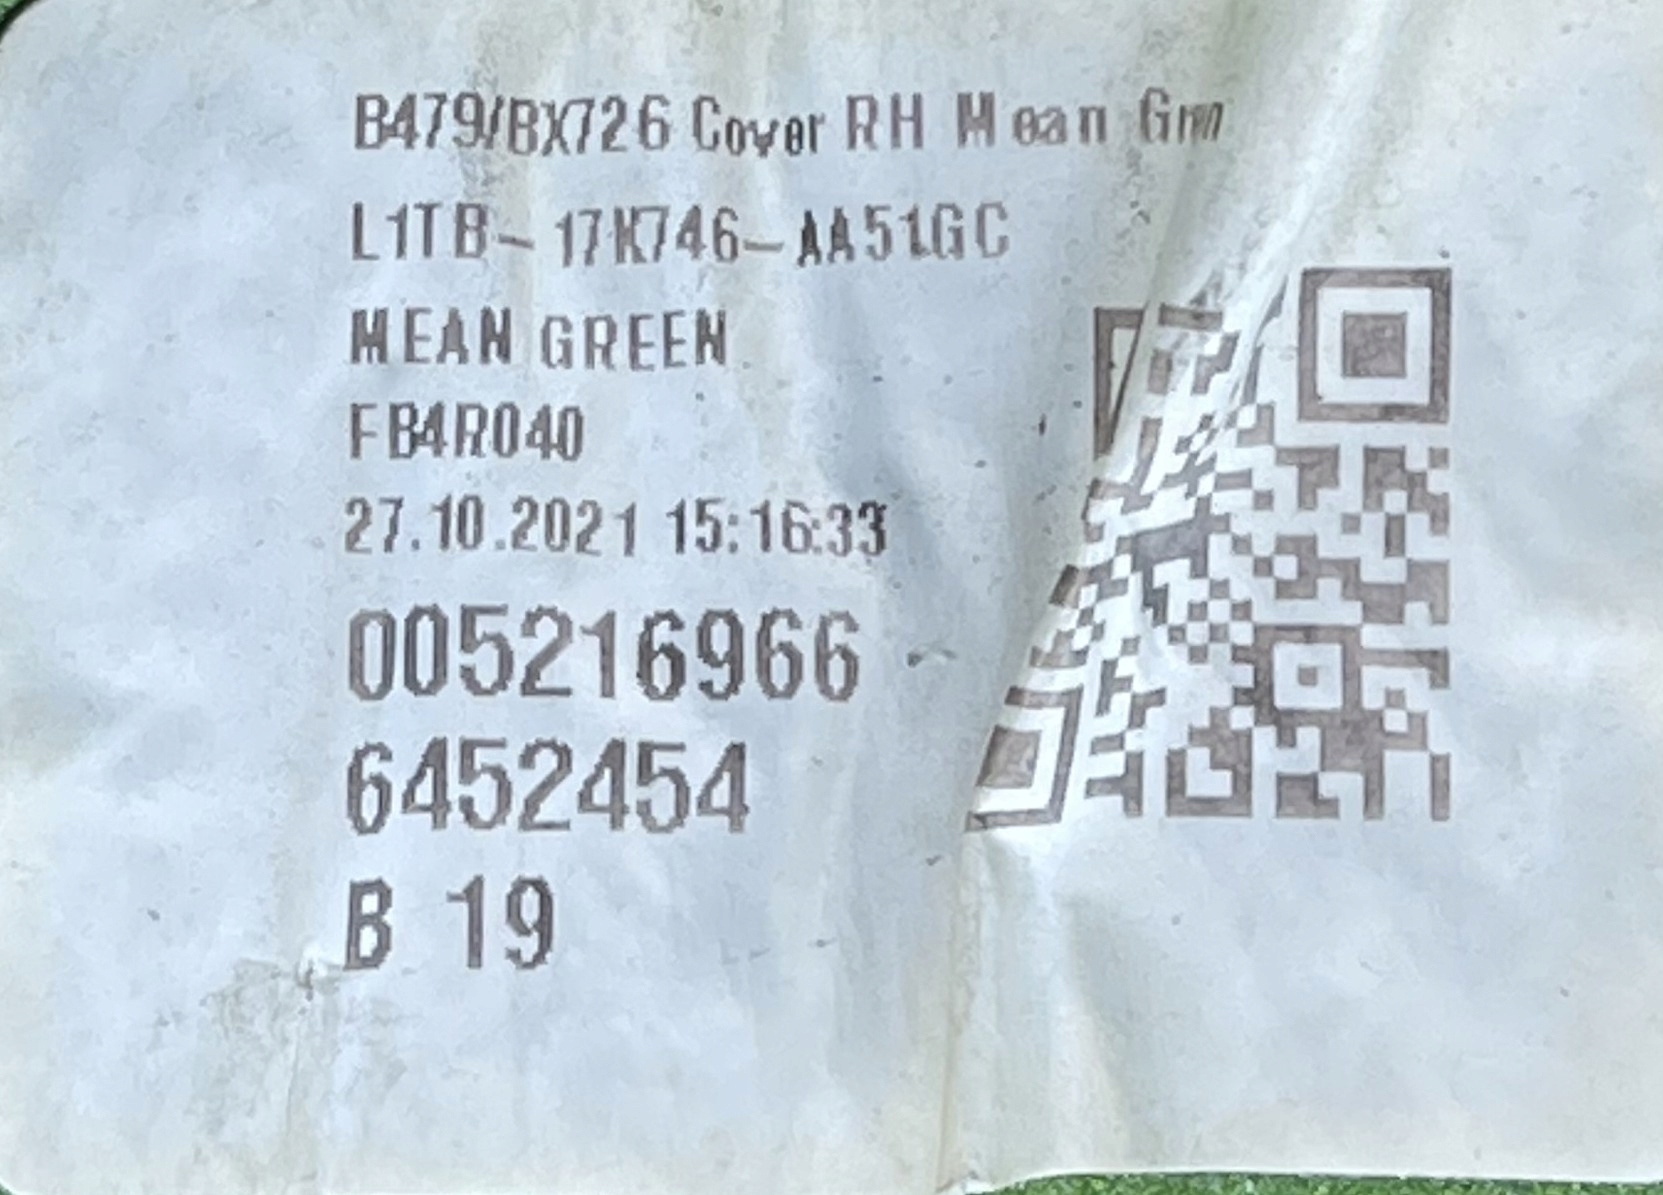 B479/BX726 Cover RH Mean Grn
L1TB-17K746-AA51GC
MEAN GREEN
FB4R040
27.10.2021 15:16:33
005216966
6452454
B 19